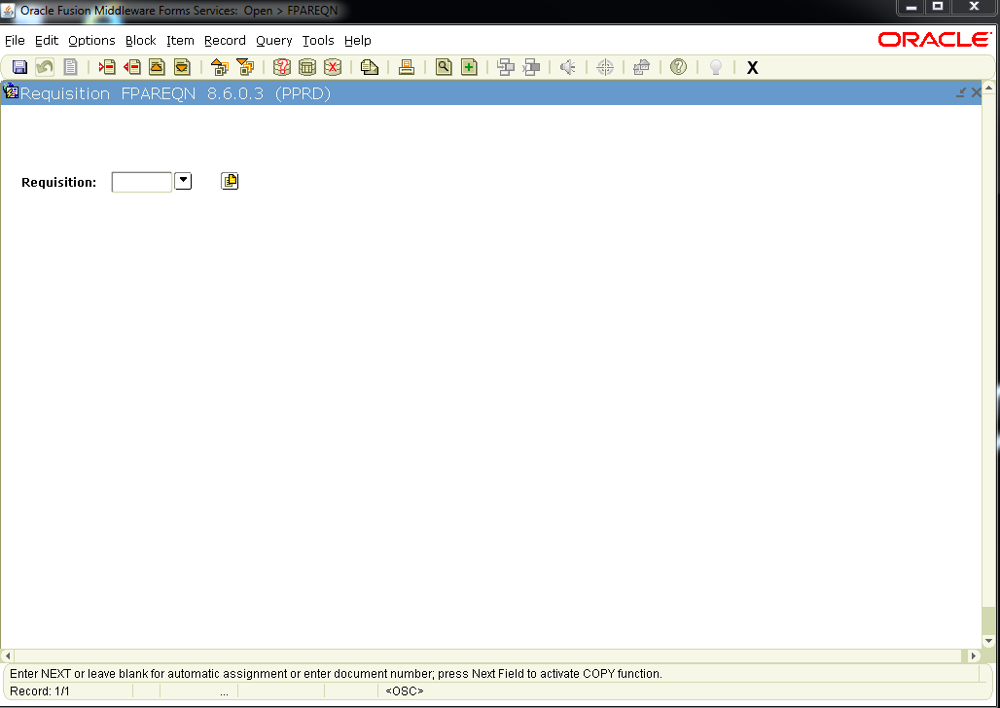 Oracle Fusion Middleware Forms Services: Open > FPAREQN
File Edit Options Block Item Record Query Tools Help
ORACLE
Requisition FPAREQN 8.6.0.3 (PPRD)
Requisition:
Enter NEXT or leave blank for automatic assignment or enter document number; press Next Field to activate COPY function.
Record: 1/1 ... <OSC>